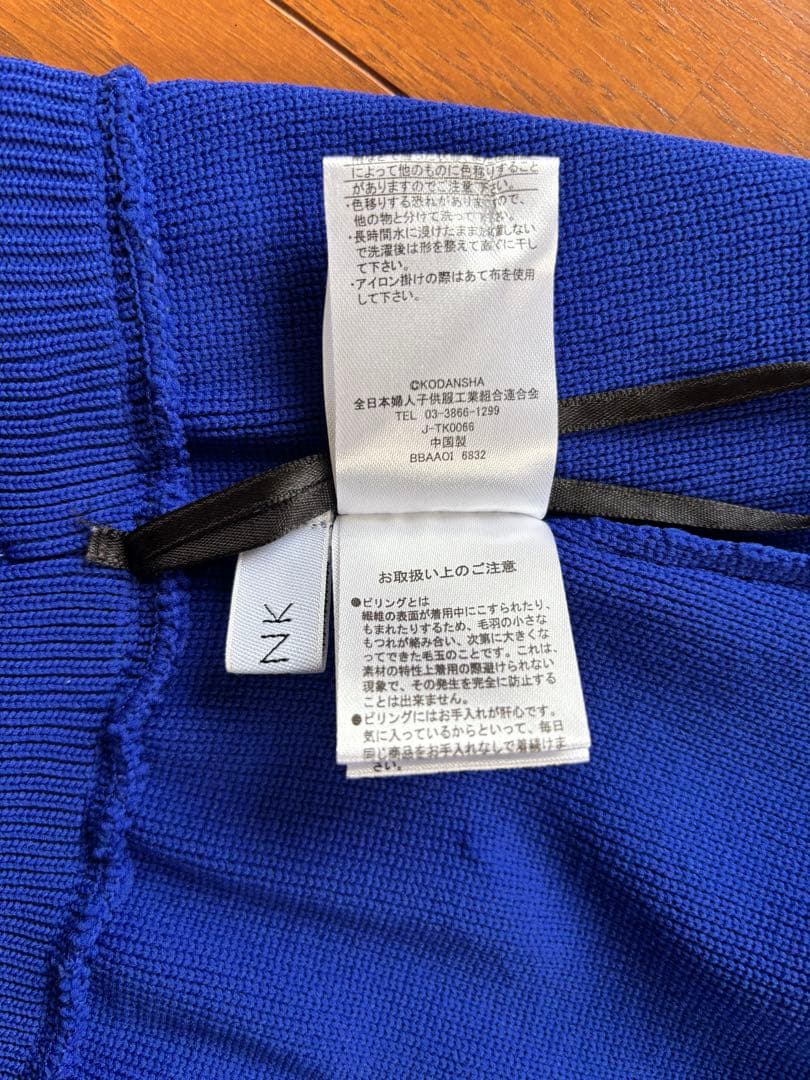 によって他のものに色移りすること
がありますのでご注意下さい。
・色移りする恐れがありますので、
他の物と分けて洗って下さい。
・長時間水に浸けたまま放置しない
で洗濯後は形を整えて直ぐに干し
て下さい。
・アイロン掛けの際はあて布を使用
して下さい。
©KODANSHA
全日本婦人子供服工業組合連合会
TEL 03-3866-1299
J-TK0066
中国製
BBAAOI 6832
NK
お取扱い上のご注意
●ピリングとは
繊維の表面が着用中にこすられたり、
もまれたりするため、毛羽の小さな
もつれが絡み合い、次第に大きくな
ってできた毛玉のことです。これは、
素材の特性上着用の際避けられない
現象で、その発生を完全に防止する
ことは出来ません。
●ピリングにはお手入れが肝心です。
気に入っているからといって、毎日
同じ商品をお手入れなしで着続けま
さい。